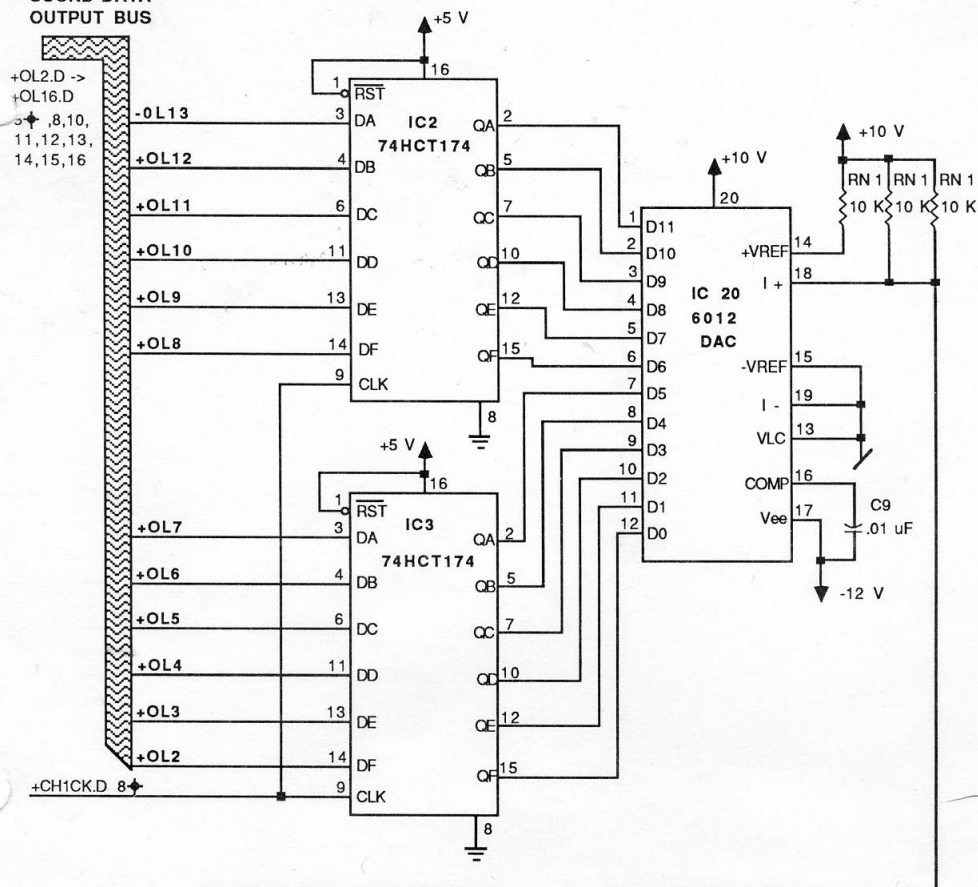 OUTPUT BUS
+OL2.D ->
+OL16.D
,8,10,
11,12,13,
14,15,16
-0L13
+OL12
+OL11
+OL10
+OL9
+OL8
+5 V
16
1
RST
3 DA
4 DB
6 DC
11 DD
13 DE
14 DF
9 CLK
IC2
74HCT174
QA 2
QB 5
QC 7
QD 10
QE 12
QF 15
8
+OL7
+OL6
+OL5
+OL4
+OL3
+OL2
+CH1CK.D 8
+5 V
16
1
RST
3 DA
4 DB
6 DC
11 DD
13 DE
14 DF
9 CLK
IC3
74HCT174
QA 2
QB 5
QC 7
QD 10
QE 12
QF 15
8
+10 V
20
1 D11
2 D10
3 D9
4 D8
5 D7
6 D6
7 D5
8 D4
9 D3
10 D2
11 D1
12 D0
IC 20
6012
DAC
+VREF 14
I + 18
-VREF 15
I - 19
VLC 13
COMP 16
Vee 17
+10 V
RN 1 RN 1 RN 1
10 K 10 K 10 K
C9
.01 uF
-12 V